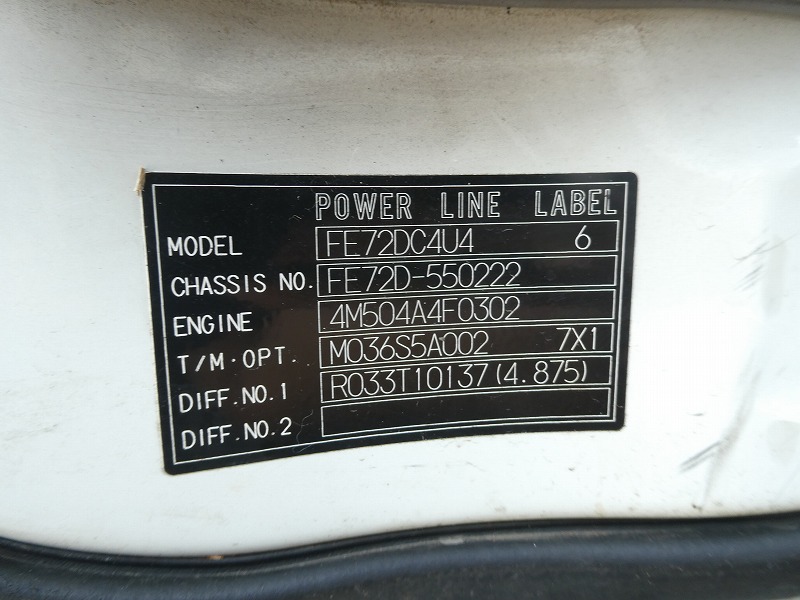 POWER LINE LABEL
MODEL FE72DC4U4 6
CHASSIS NO. FE72D-550222
ENGINE 4M504A4F0302
T/M·OPT. M036S5A002 7X1
DIFF.NO.1 R033T10137(4.875)
DIFF.NO.2